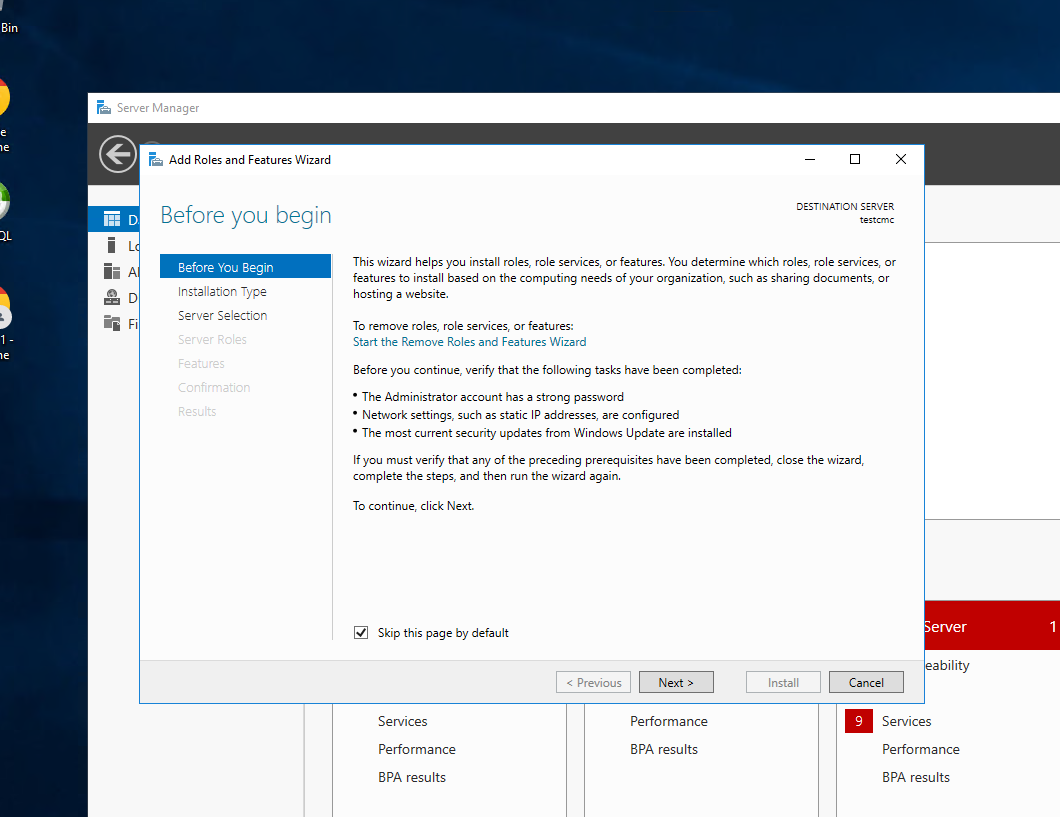 Bin
Server Manager
e
ne
Add Roles and Features Wizard
Before you begin
DESTINATION SERVER
testcmc
QL
D
Lo
Al
D
Fi
Before You Begin
Installation Type
Server Selection
Server Roles
Features
Confirmation
Results
This wizard helps you install roles, role services, or features. You determine which roles, role services, or
features to install based on the computing needs of your organization, such as sharing documents, or
hosting a website.
To remove roles, role services, or features:
Start the Remove Roles and Features Wizard
Before you continue, verify that the following tasks have been completed:
• The Administrator account has a strong password
• Network settings, such as static IP addresses, are configured
• The most current security updates from Windows Update are installed
If you must verify that any of the preceding prerequisites have been completed, close the wizard,
complete the steps, and then run the wizard again.
To continue, click Next.
1 -
ne
Skip this page by default
< Previous
Next >
Install
Cancel
Server 1
eability
Services
Performance
BPA results
Performance
BPA results
9 Services
Performance
BPA results